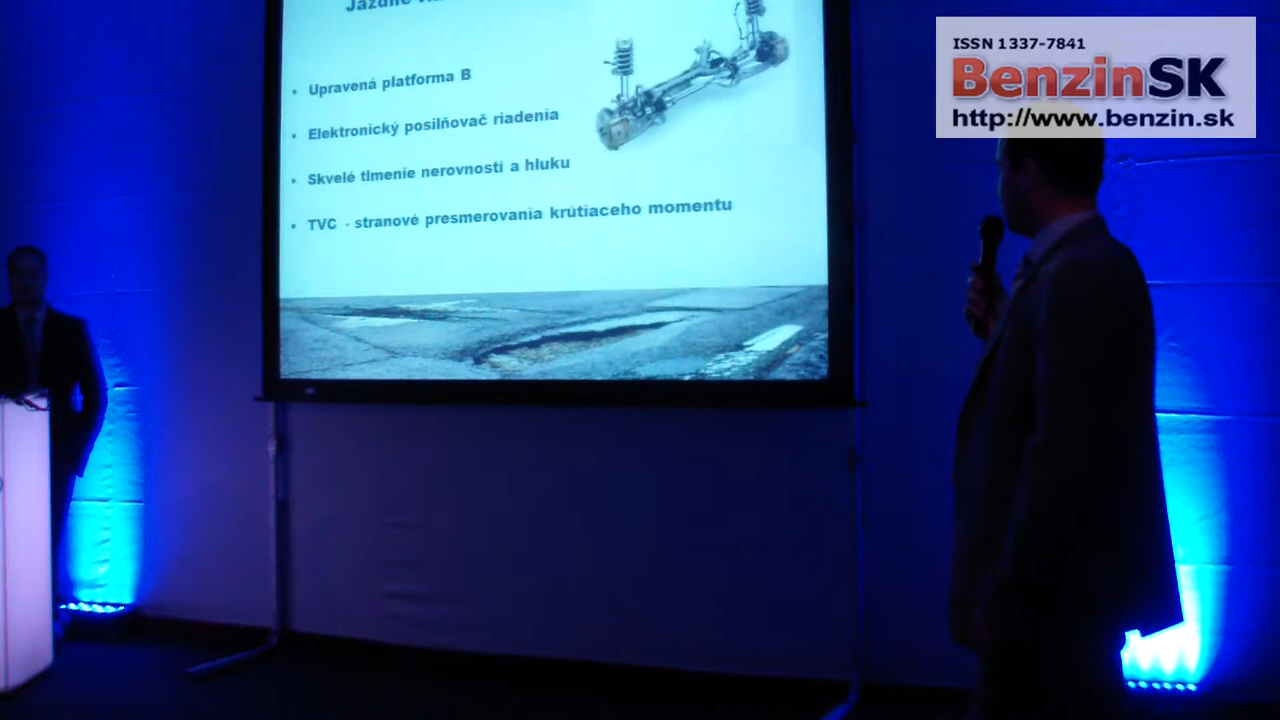 Jazdné
Upravená platforma B
Elektronický posilňovač riadenia
Skvelé tlmenie nerovností a hluku
TVC - stranové presmerovania krútiaceho momentu
ISSN 1337-7841
BenzinSK
http://www.benzin.sk